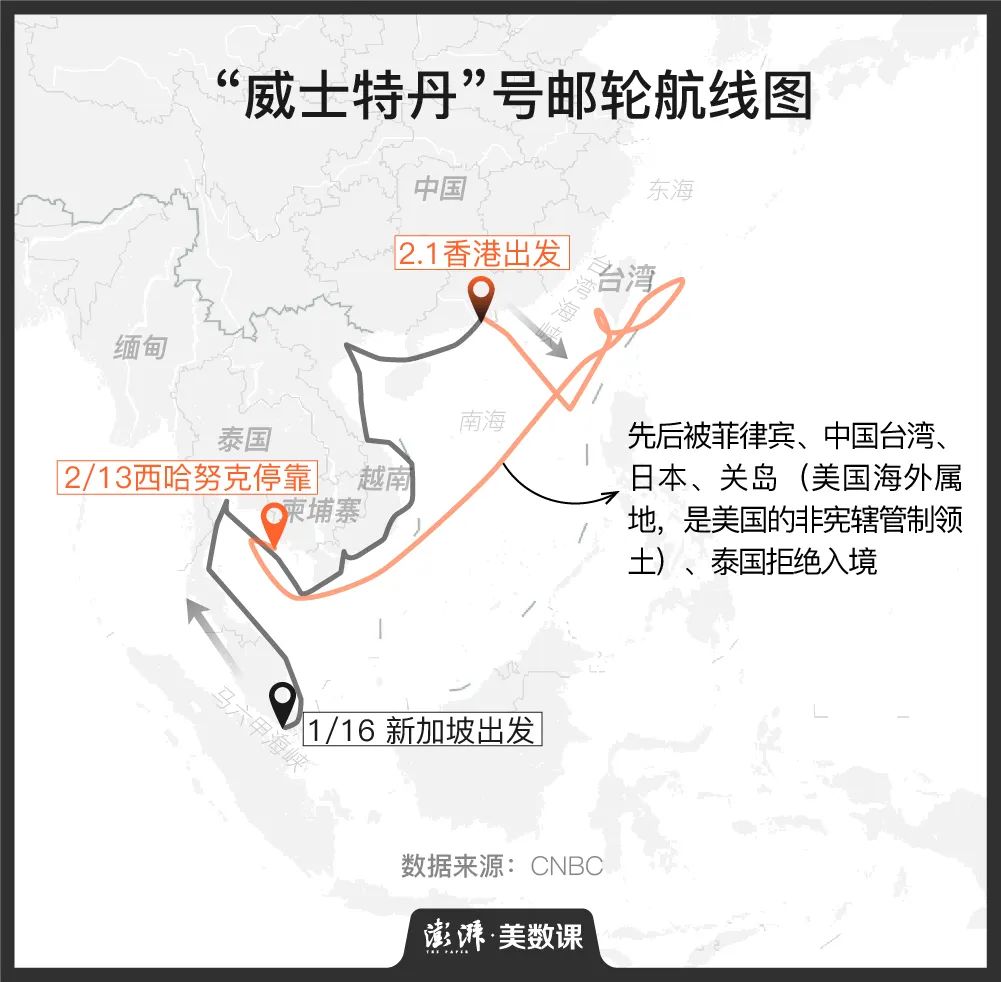 “威士特丹”号邮轮航线图
中国
东海
2.1香港出发
台湾
台湾海峡
缅甸
南海
泰国
先后被菲律宾、中国台湾、
日本、关岛（美国海外属
地，是美国的非宪辖管制领
土）、泰国拒绝入境
2/13西哈努克停靠
越南
柬埔寨
马六甲海峡
1/16 新加坡出发
数据来源：CNBC
澎湃·美数课
THE PAPER